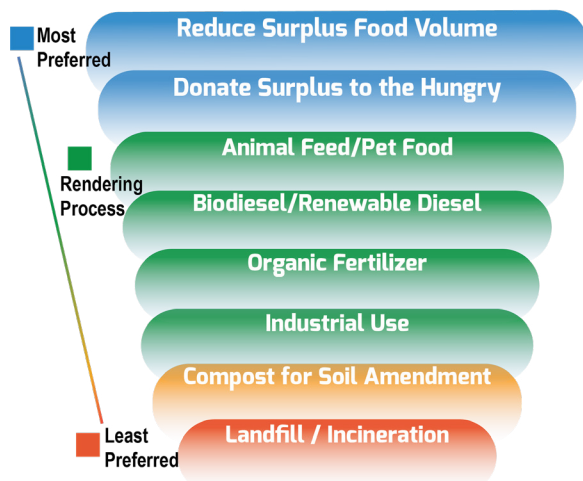 Reduce Surplus Food Volume
Most
Preferred
Donate Surplus to the Hungry
Animal Feed/Pet Food
Rendering
Process
Biodiesel/Renewable Diesel
Organic Fertilizer
Industrial Use
Compost for Soil Amendment
Landfill / Incineration
Least
Preferred